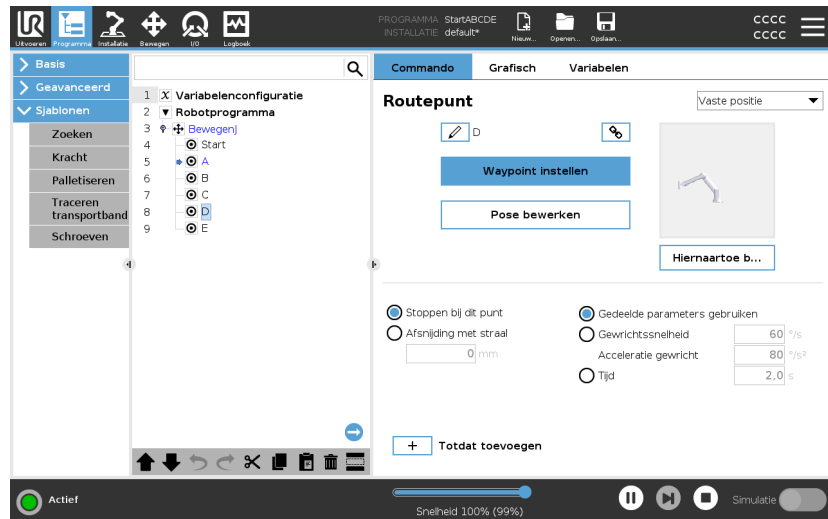 UR
Uitvoeren Programma Installatie Bewegen I/O Logboek
PROGRAMMA StartABCDE
INSTALLATIE default*
Nieuw... Openen... Opslaan...
CCCC
CCCC
Basis
Geavanceerd
Sjablonen
Zoeken
Kracht
Palletiseren
Traceren
transportband
Schroeven
1 X Variabelenconfiguratie
2 Robotprogramma
3 BewegenJ
4 Start
5 A
6 B
7 C
8 D
9 E
Commando Grafisch Variabelen
Routepunt
Vaste positie
D
Waypoint instellen
Pose bewerken
Hiernaartoe b...
Stoppen bij dit punt
Afsnijding met straal
0 mm
Gedeelde parameters gebruiken
Gewrichtssnelheid 60 °/s
Acceleratie gewricht 80 °/s²
Tijd 2,0 s
+ Totdat toevoegen
Actief
Snelheid 100% (99%)
Simulatie